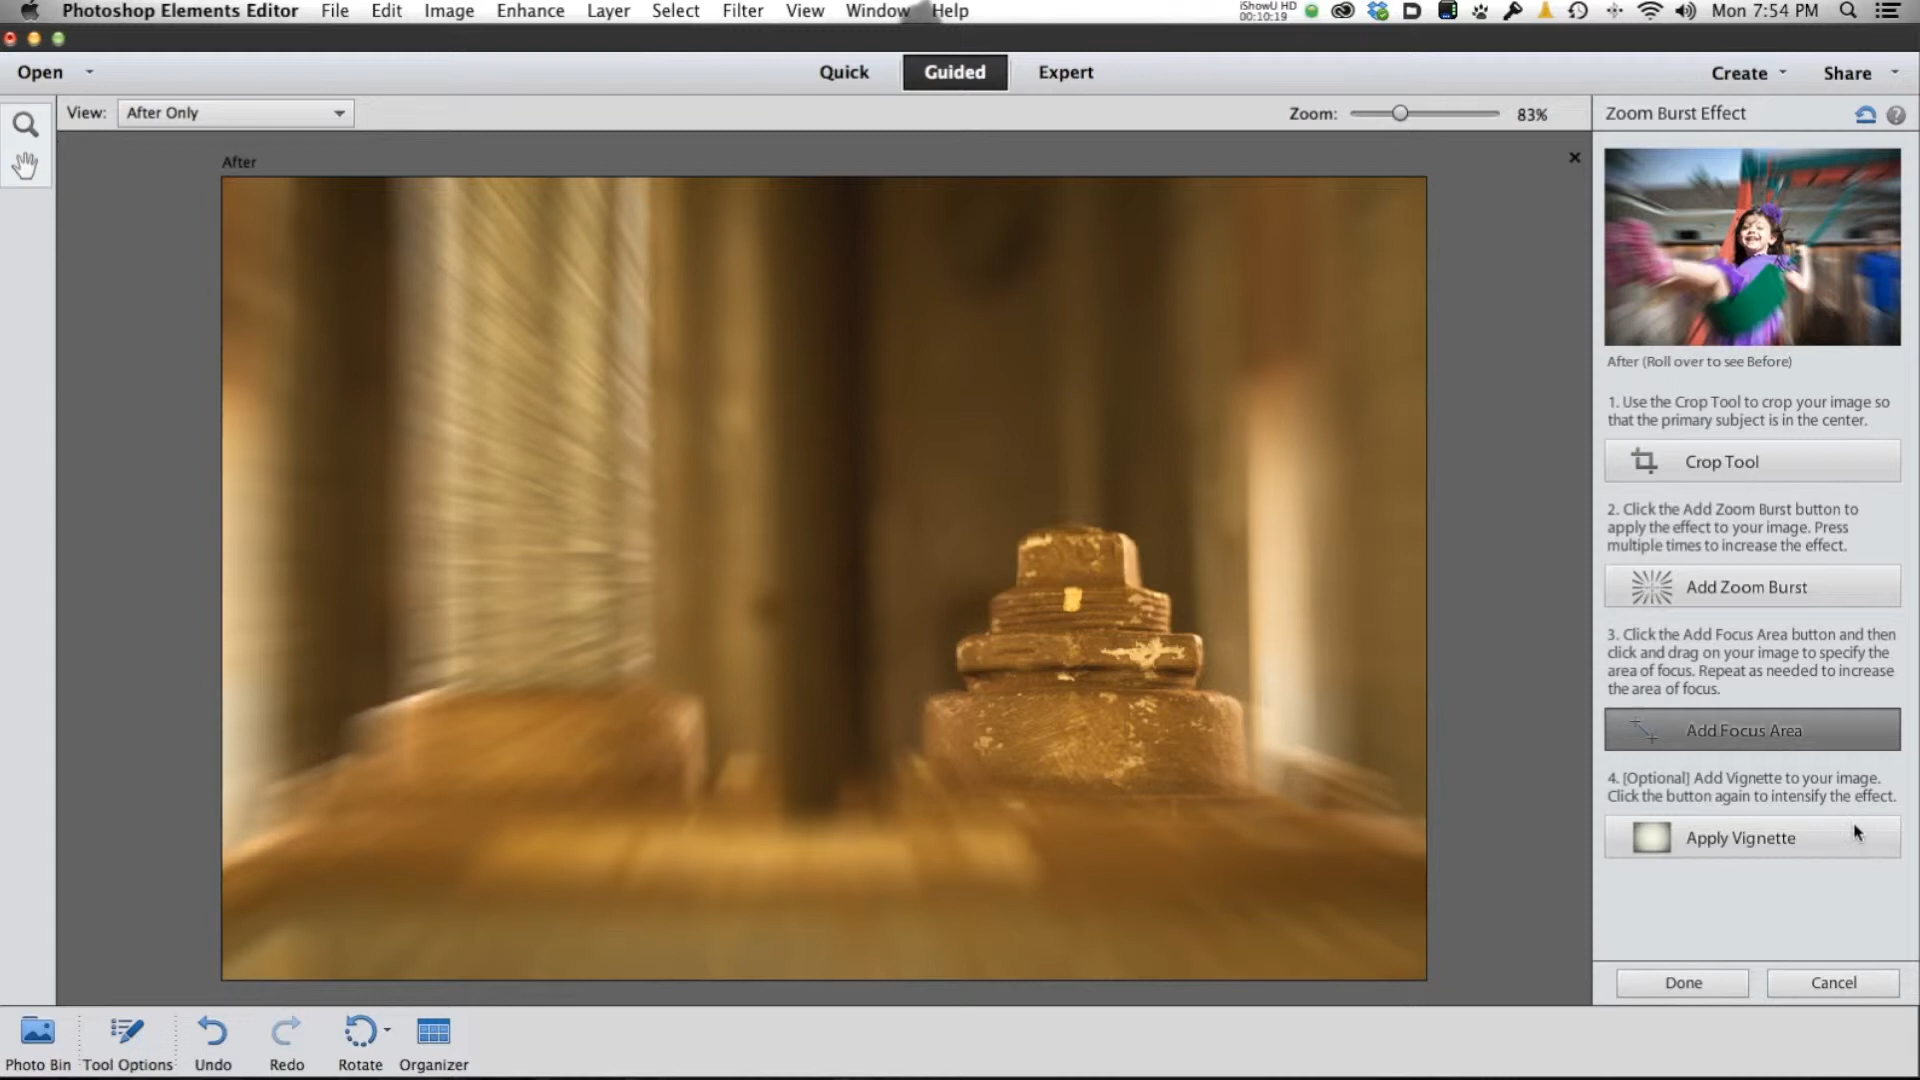 Photoshop Elements Editor File Edit Image Enhance Layer Select Filter View Window Help iShowU HD 00:10:19 Mon 7:54 PM
Open Quick Guided Expert Create Share
View: After Only Zoom: 83% Zoom Burst Effect
After
After (Roll over to see Before)
1. Use the Crop Tool to crop your image so
that the primary subject is in the center.
Crop Tool
2. Click the Add Zoom Burst button to
apply the effect to your image. Press
multiple times to increase the effect.
Add Zoom Burst
3. Click the Add Focus Area button and then
click and drag on your image to specify the
area of focus. Repeat as needed to increase
the area of focus.
Add Focus Area
4. [Optional] Add Vignette to your image.
Click the button again to intensify the effect.
Apply Vignette
Done Cancel
Photo Bin Tool Options Undo Redo Rotate Organizer